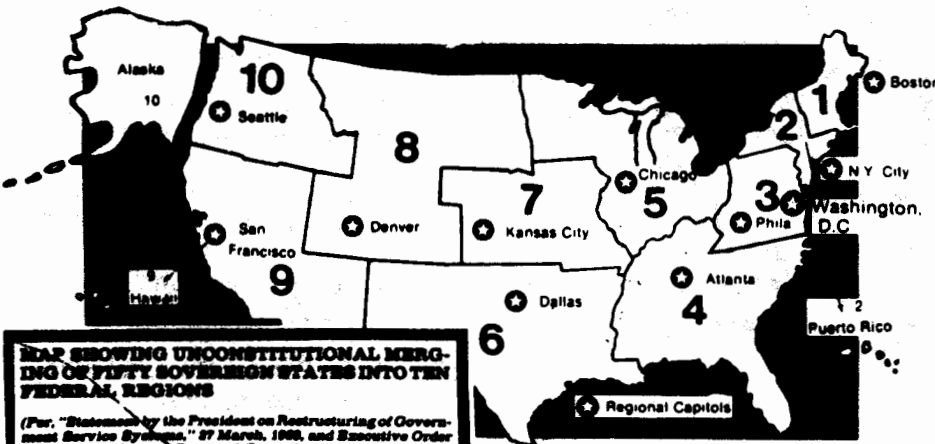 Alaska
10
10
Seattle
8
1
Boston
2
N Y City
Chicago
5
3
Washington,
D.C
Phila
7
Kansas City
Denver
San
Francisco
9
9
Hawaii
Atlanta
4
Dallas
6
2
Puerto Rico
Regional Capitols
MAP SHOWING UNCONSTITUTIONAL MERG-
ING OF FIFTY SOVEREIGN STATES INTO TEN
FEDERAL REGIONS
(Per, "Statement by the President on Restructuring of Govern-
ment Service Systems," 27 March, 1969, and Executive Order